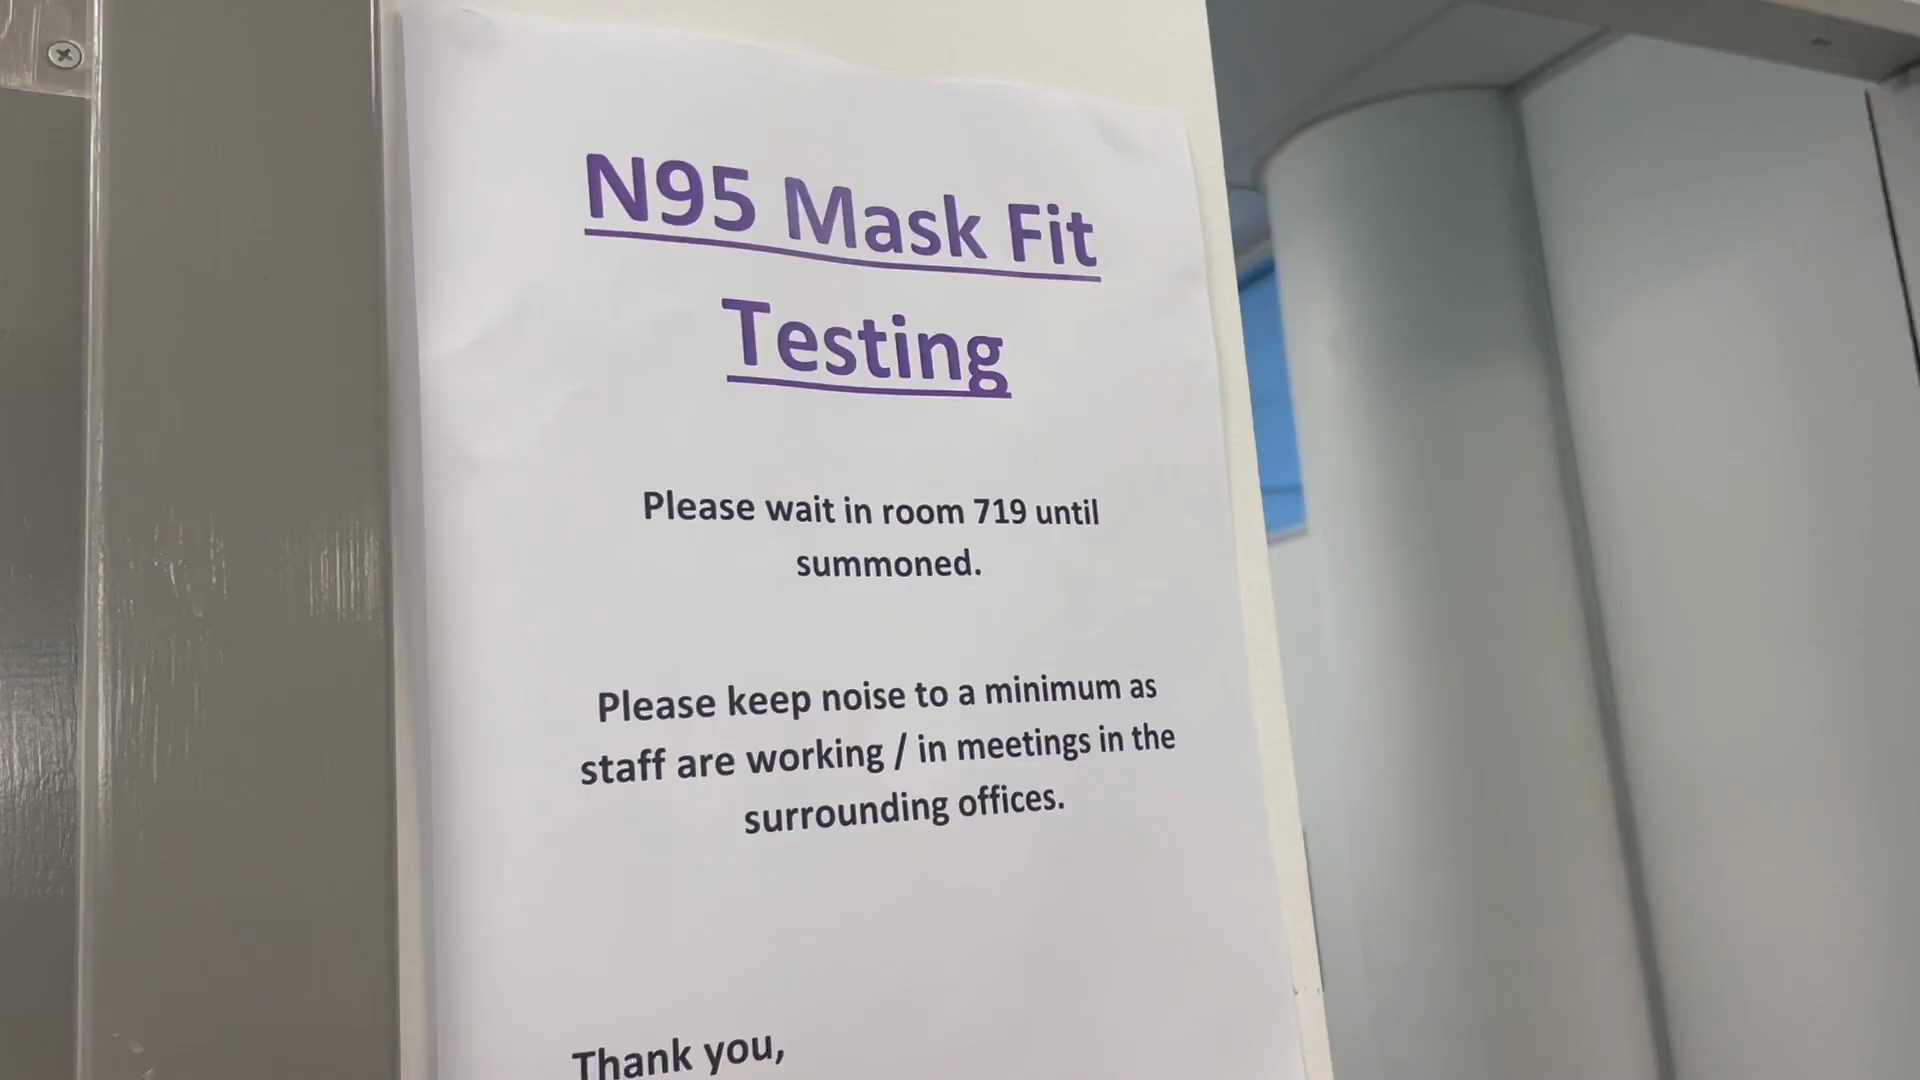 N95 Mask Fit
Testing
Please wait in room 719 until
summoned.
Please keep noise to a minimum as
staff are working / in meetings in the
surrounding offices.
Thank you,